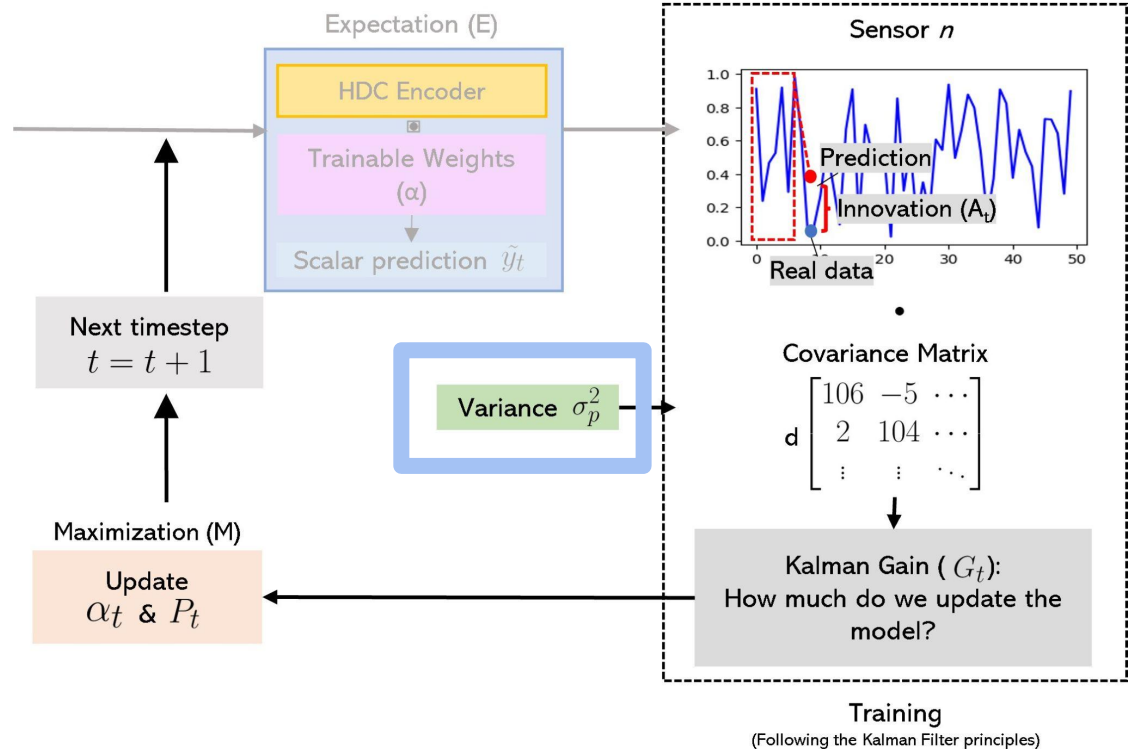 Expectation (E)
HDC Encoder
Trainable Weights
(α)
Scalar prediction ỹₜ
Sensor n
1.0
0.8
0.6
0.4
0.2
0.0
Prediction
Innovation (Aₜ)
0 10 20 30 40 50
Real data
Next timestep
t = t + 1
Variance σ²ₚ
Covariance Matrix
d
106 −5 ⋯
2 104 ⋯
⋮ ⋮ ⋱
Maximization (M)
Update
αₜ & Pₜ
Kalman Gain ( Gₜ):
How much do we update the
model?
Training
(Following the Kalman Filter principles)